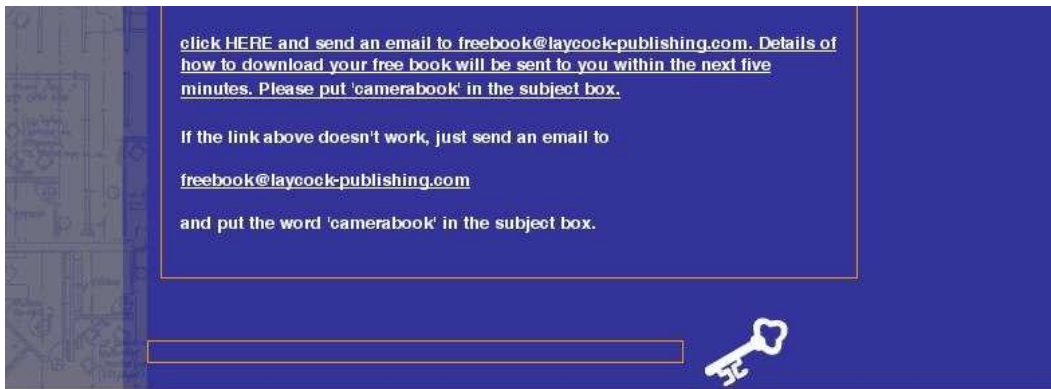 click HERE and send an email to freebook@laycock-publishing.com. Details of
how to download your free book will be sent to you within the next five
minutes. Please put 'camerabook' in the subject box.
If the link above doesn't work, just send an email to
freebook@laycock-publishing.com
and put the word 'camerabook' in the subject box.